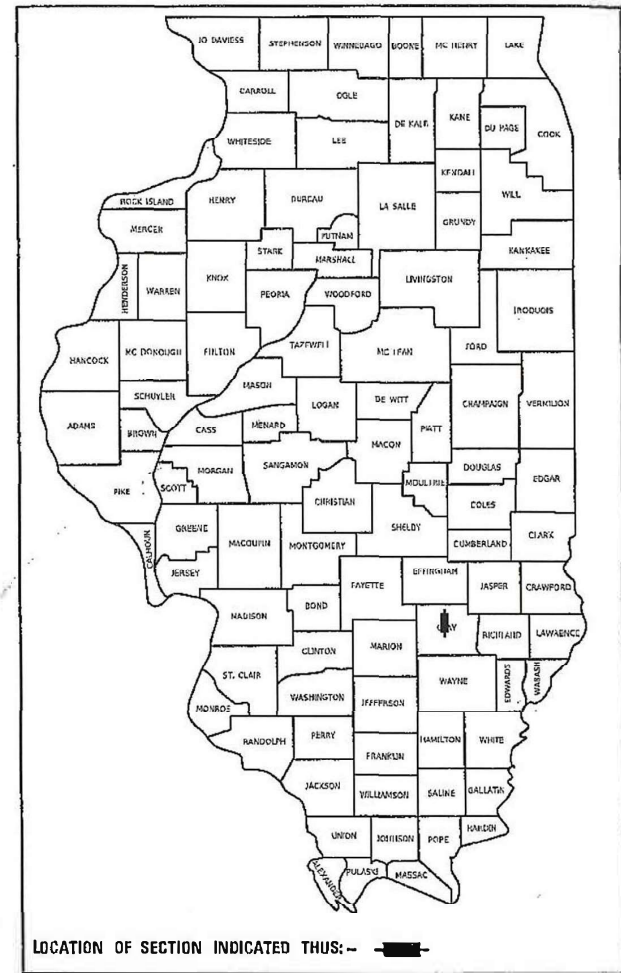 JO DAVIESS STEPHENSON WINNEBAGO BOONE MC HENRY LAKE
CARROLL OGLE DE KALB KANE DU PAGE COOK
WHITESIDE LEE
KENDALL WILL
ROCK ISLAND HENRY BUREAU LA SALLE GRUNDY
MERCER PUTNAM
STARK MARSHALL KANKAKEE
HENDERSON WARREN KNOX PEORIA WOODFORD LIVINGSTON
IROQUOIS
HANCOCK MC DONOUGH FULTON TAZEWELL MC LEAN FORD
MASON
SCHUYLER LOGAN DE WITT CHAMPAIGN VERMILION
ADAMS BROWN CASS MENARD PIATT
MACON
MORGAN SANGAMON DOUGLAS
PIKE SCOTT MOULTRIE EDGAR
CHRISTIAN COLES
GREENE SHELBY
CALHOUN MACOUPIN MONTGOMERY CUMBERLAND CLARK
JERSEY FAYETTE EFFINGHAM JASPER CRAWFORD
MADISON BOND
RICHLAND LAWRENCE
CLINTON MARION
ST. CLAIR WAYNE EDWARDS WABASH
WASHINGTON JEFFERSON
MONROE
RANDOLPH PERRY HAMILTON WHITE
FRANKLIN
JACKSON WILLIAMSON SALINE GALLATIN
UNION JOHNSON POPE HARDIN
ALEXANDER PULASKI MASSAC
LOCATION OF SECTION INDICATED THUS:-